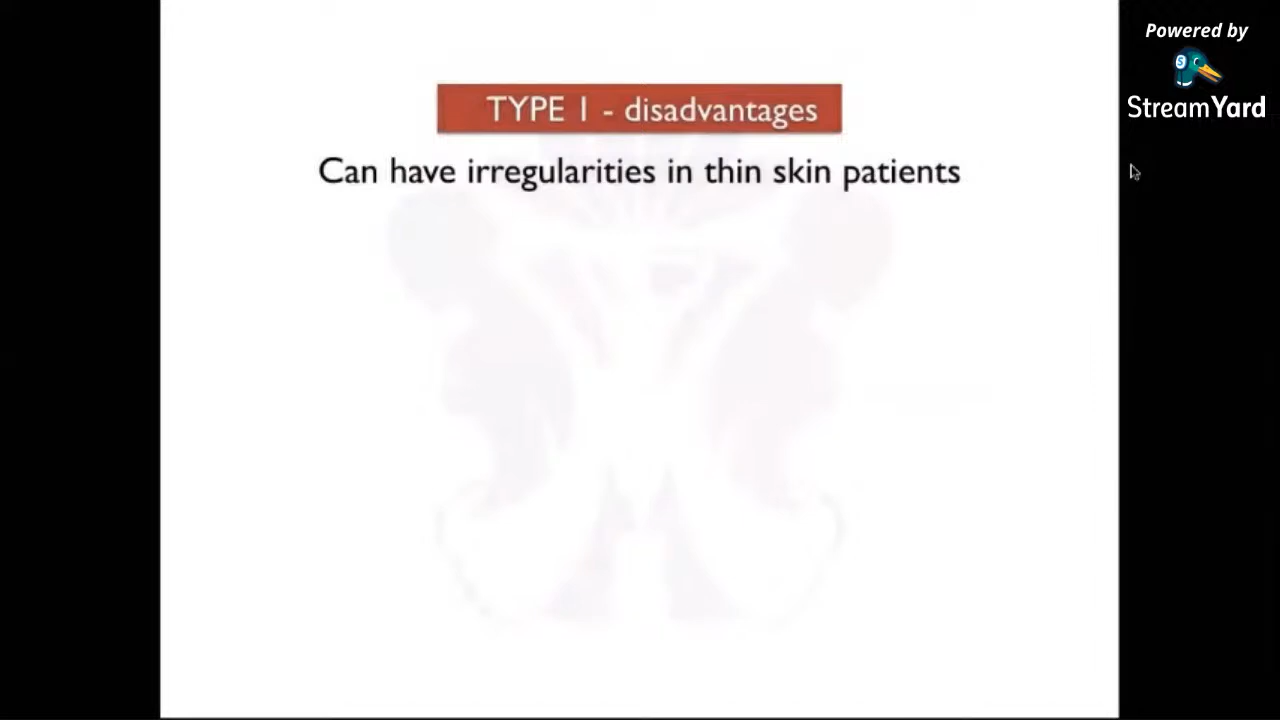 Powered by
StreamYard
TYPE 1 - disadvantages
Can have irregularities in thin skin patients